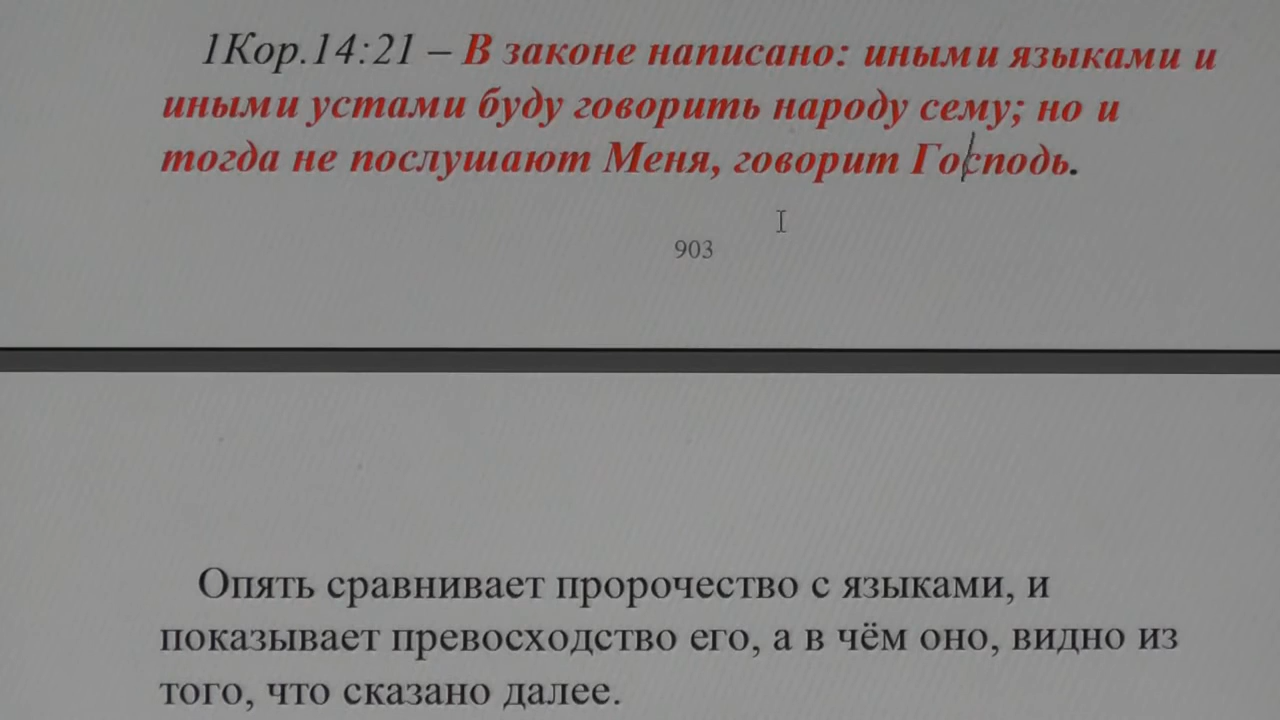 1Кор.14:21 – В законе написано: иными языками и
иными устами буду говорить народу сему; но и
тогда не послушают Меня, говорит Господь.
903
Опять сравнивает пророчество с языками, и
показывает превосходство его, а в чём оно, видно из
того, что сказано далее.